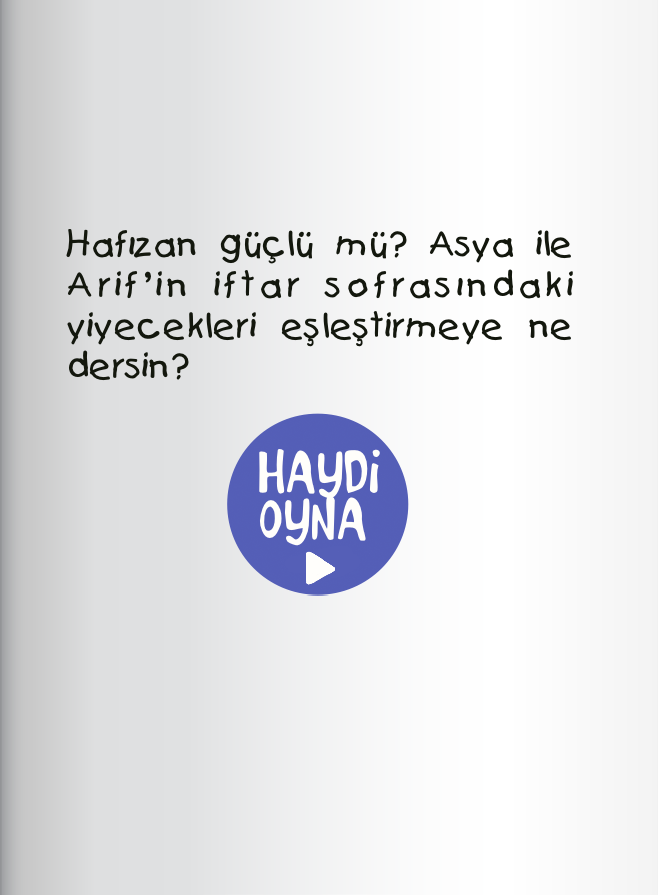 Hafızan güçlü mü? Asya ile
Arif'in iftar sofrasındaki
yiyecekleri eşleştirmeye ne
dersin?
HAYDİ
OYNA